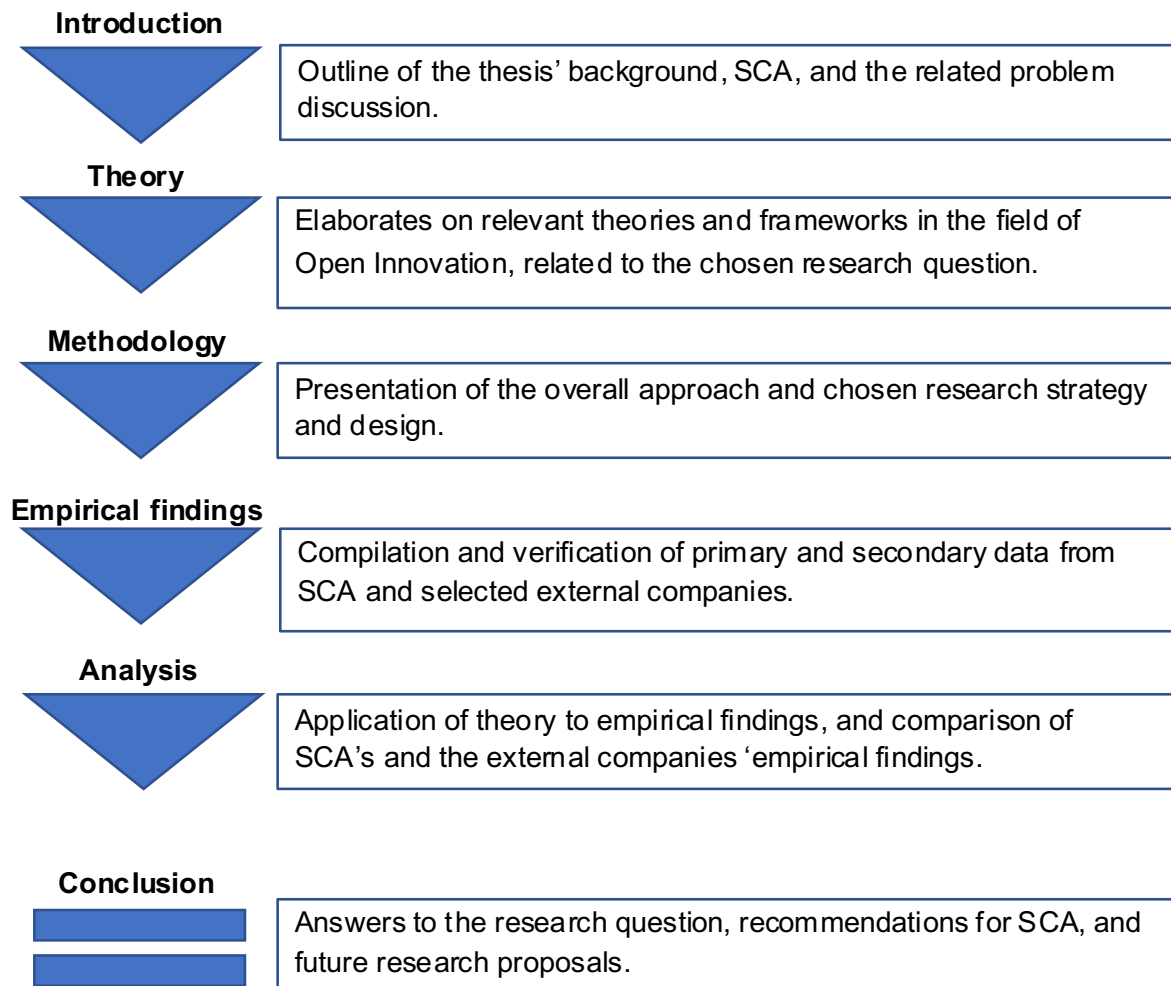 Introduction
Outline of the thesis’ background, SCA, and the related problem
discussion.
Theory
Elaborates on relevant theories and frameworks in the field of
Open Innovation, related to the chosen research question.
Methodology
Presentation of the overall approach and chosen research strategy
and design.
Empirical findings
Compilation and verification of primary and secondary data from
SCA and selected external companies.
Analysis
Application of theory to empirical findings, and comparison of
SCA’s and the external companies ‘empirical findings.
Conclusion
Answers to the research question, recommendations for SCA, and
future research proposals.